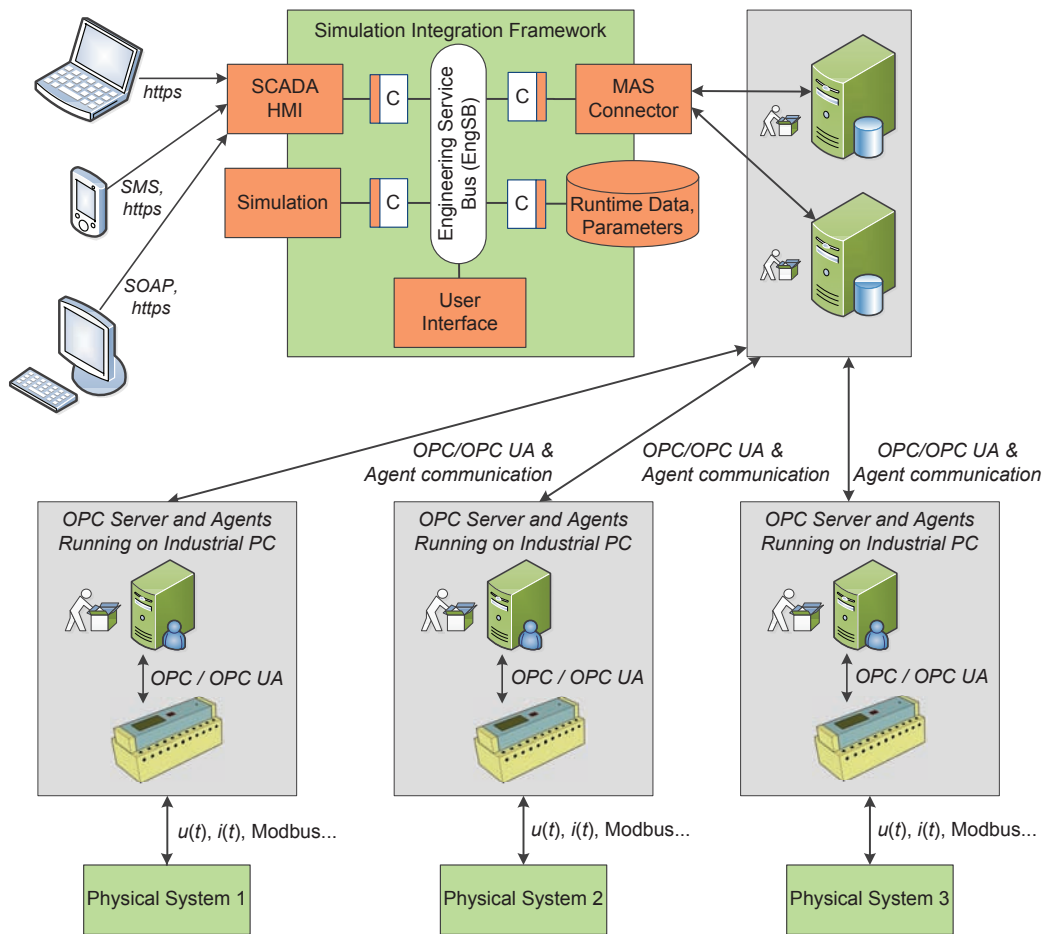 Simulation Integration Framework
https
SCADA
HMI
C
Engineering Service
Bus (EngSB)
C
MAS
Connector
SMS,
https
Simulation
C
C
Runtime Data,
Parameters
SOAP,
https
User
Interface
OPC/OPC UA &
Agent communication
OPC/OPC UA &
Agent communication
OPC/OPC UA &
Agent communication
OPC Server and Agents
Running on Industrial PC
OPC / OPC UA
OPC Server and Agents
Running on Industrial PC
OPC / OPC UA
OPC Server and Agents
Running on Industrial PC
OPC / OPC UA
u(t), i(t), Modbus...
u(t), i(t), Modbus...
u(t), i(t), Modbus...
Physical System 1
Physical System 2
Physical System 3